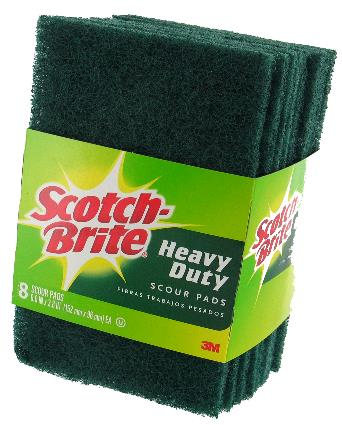 Scotch-
Brite
Heavy
Duty
SCOUR PADS
FIBRAS TRABAJOS PESADOS
8 SCOUR PADS
3M
Scotch-
Brite